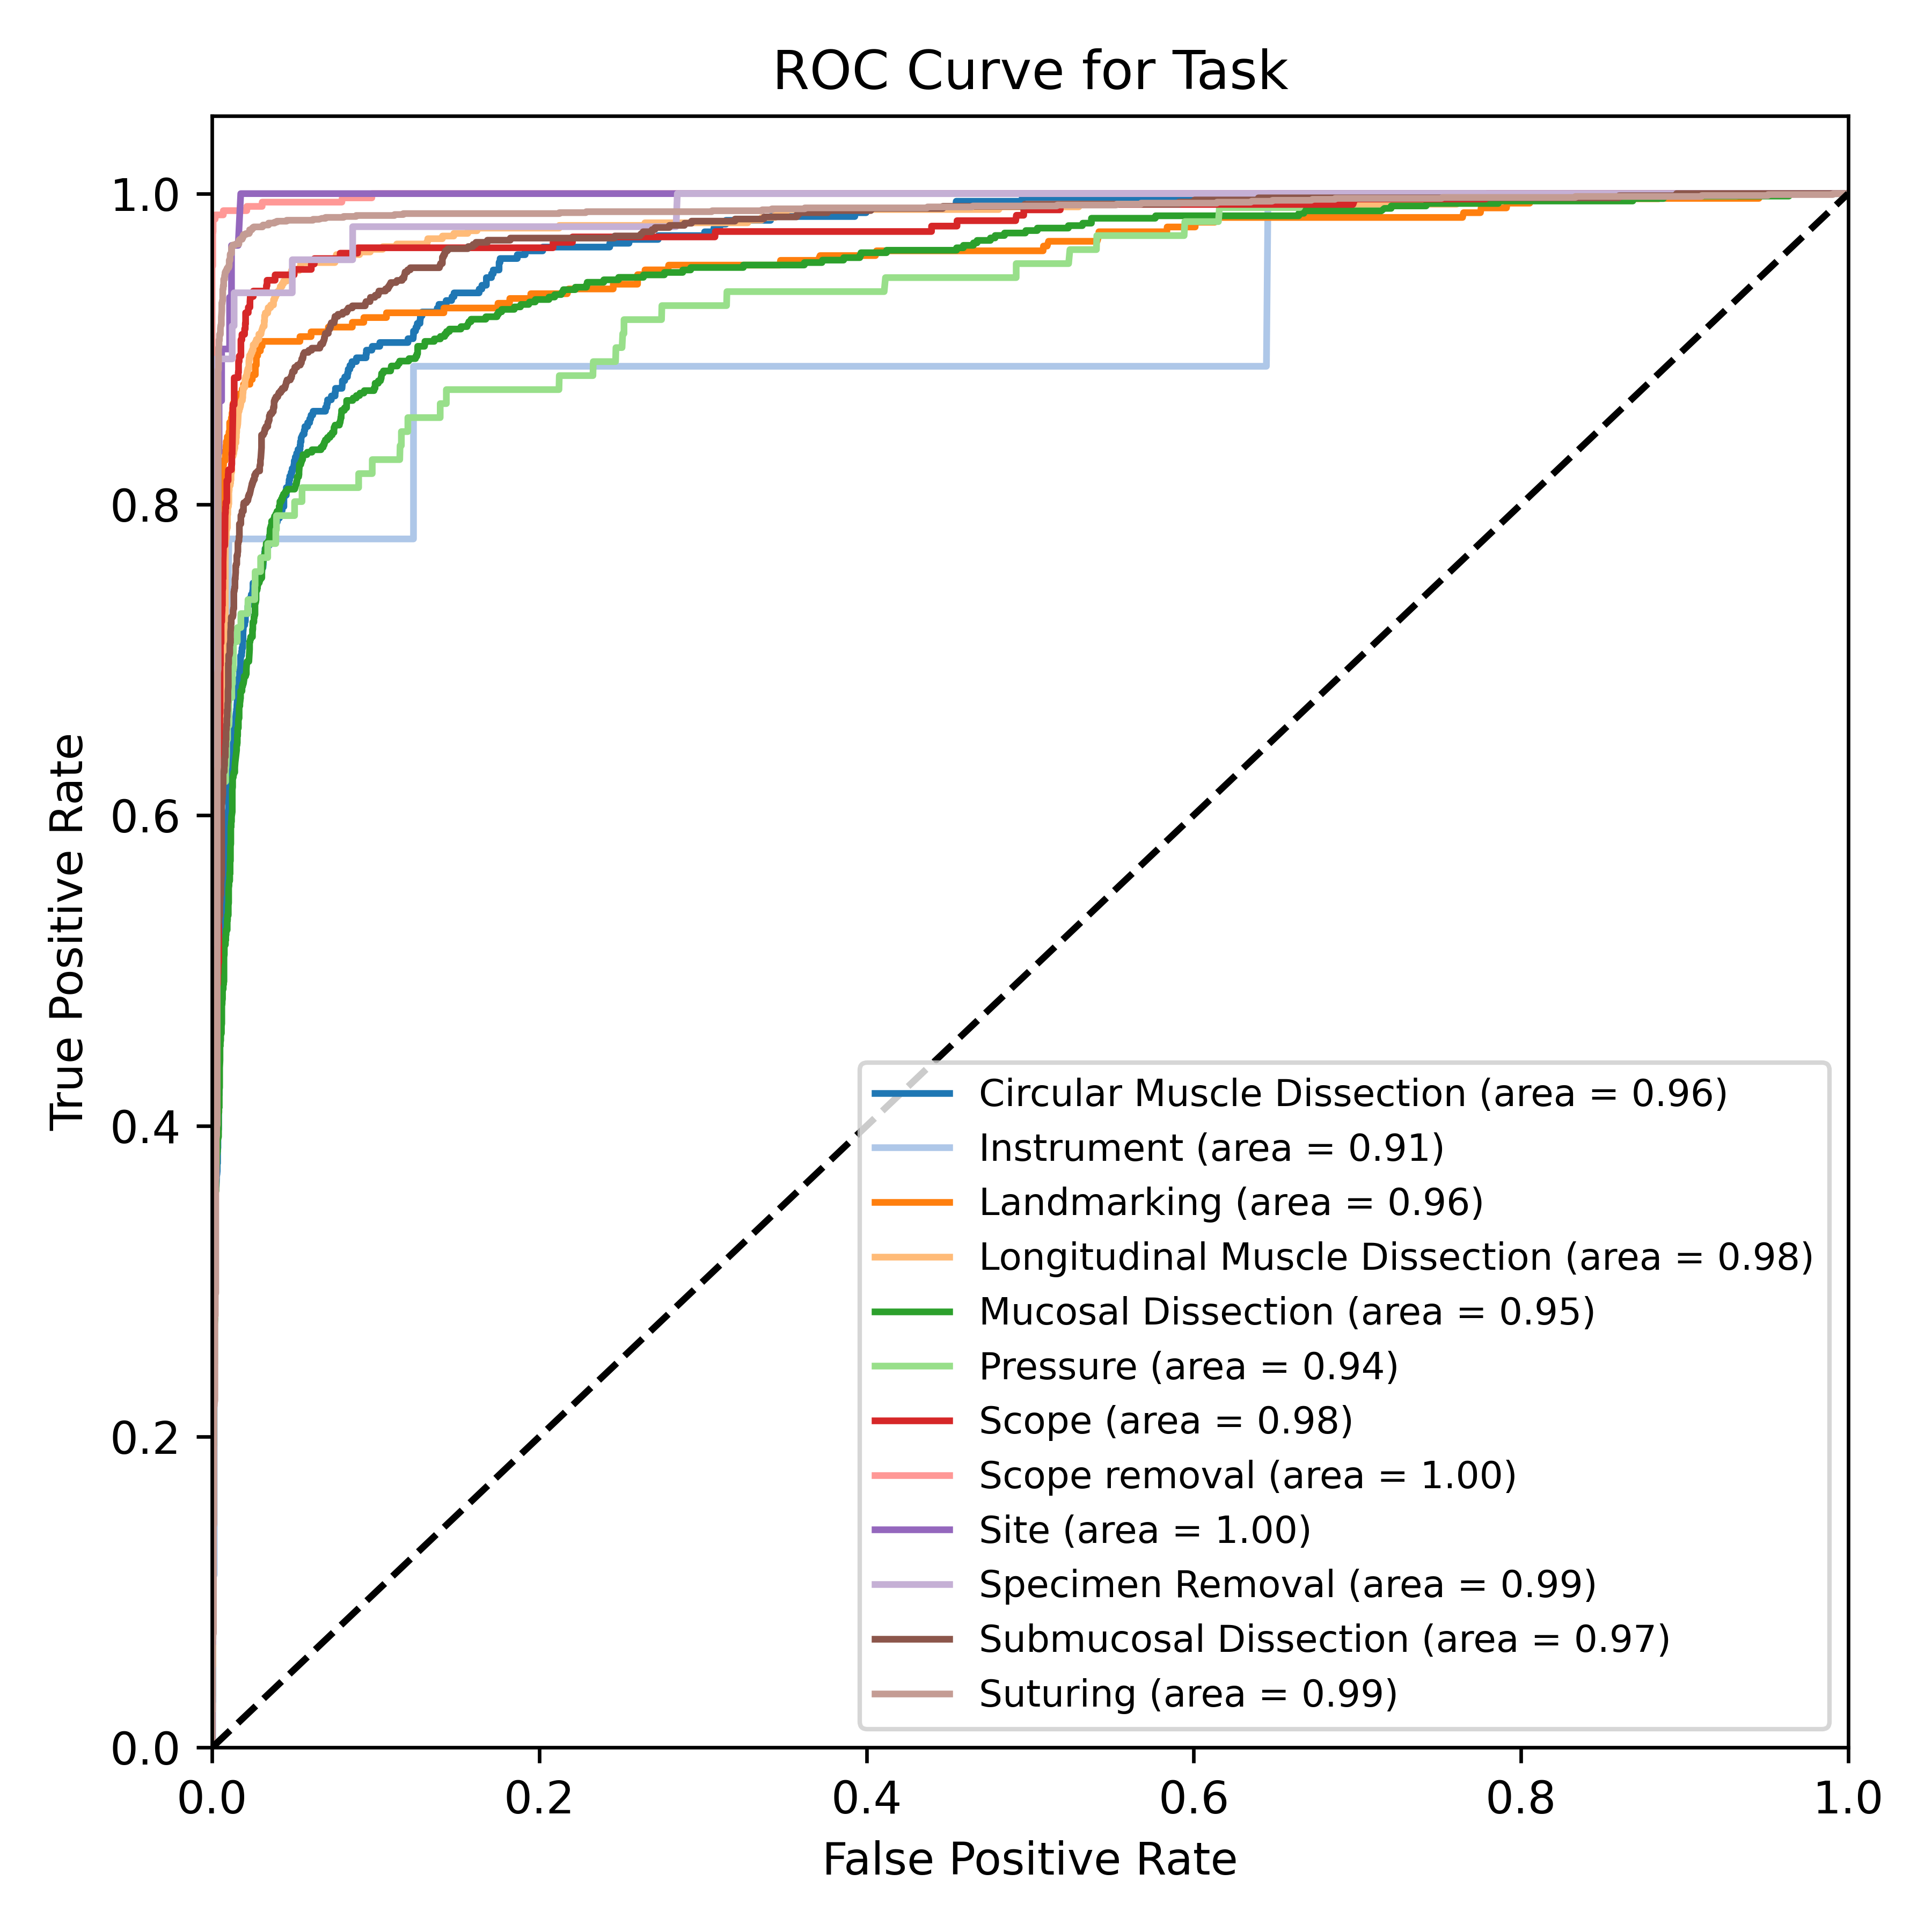 ROC Curve for Task
True Positive Rate
1.0
0.8
0.6
0.4
0.2
0.0
Circular Muscle Dissection (area = 0.96)
Instrument (area = 0.91)
Landmarking (area = 0.96)
Longitudinal Muscle Dissection (area = 0.98)
Mucosal Dissection (area = 0.95)
Pressure (area = 0.94)
Scope (area = 0.98)
Scope removal (area = 1.00)
Site (area = 1.00)
Specimen Removal (area = 0.99)
Submucosal Dissection (area = 0.97)
Suturing (area = 0.99)
0.0 0.2 0.4 0.6 0.8 1.0
False Positive Rate